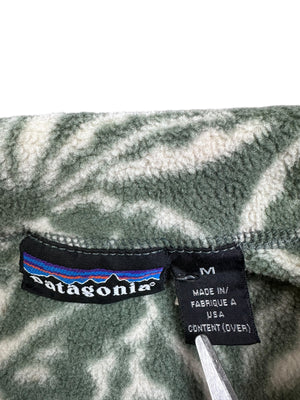 patagonia®
M
MADE IN/
FABRIQUE A
USA
CONTENT (OVER)